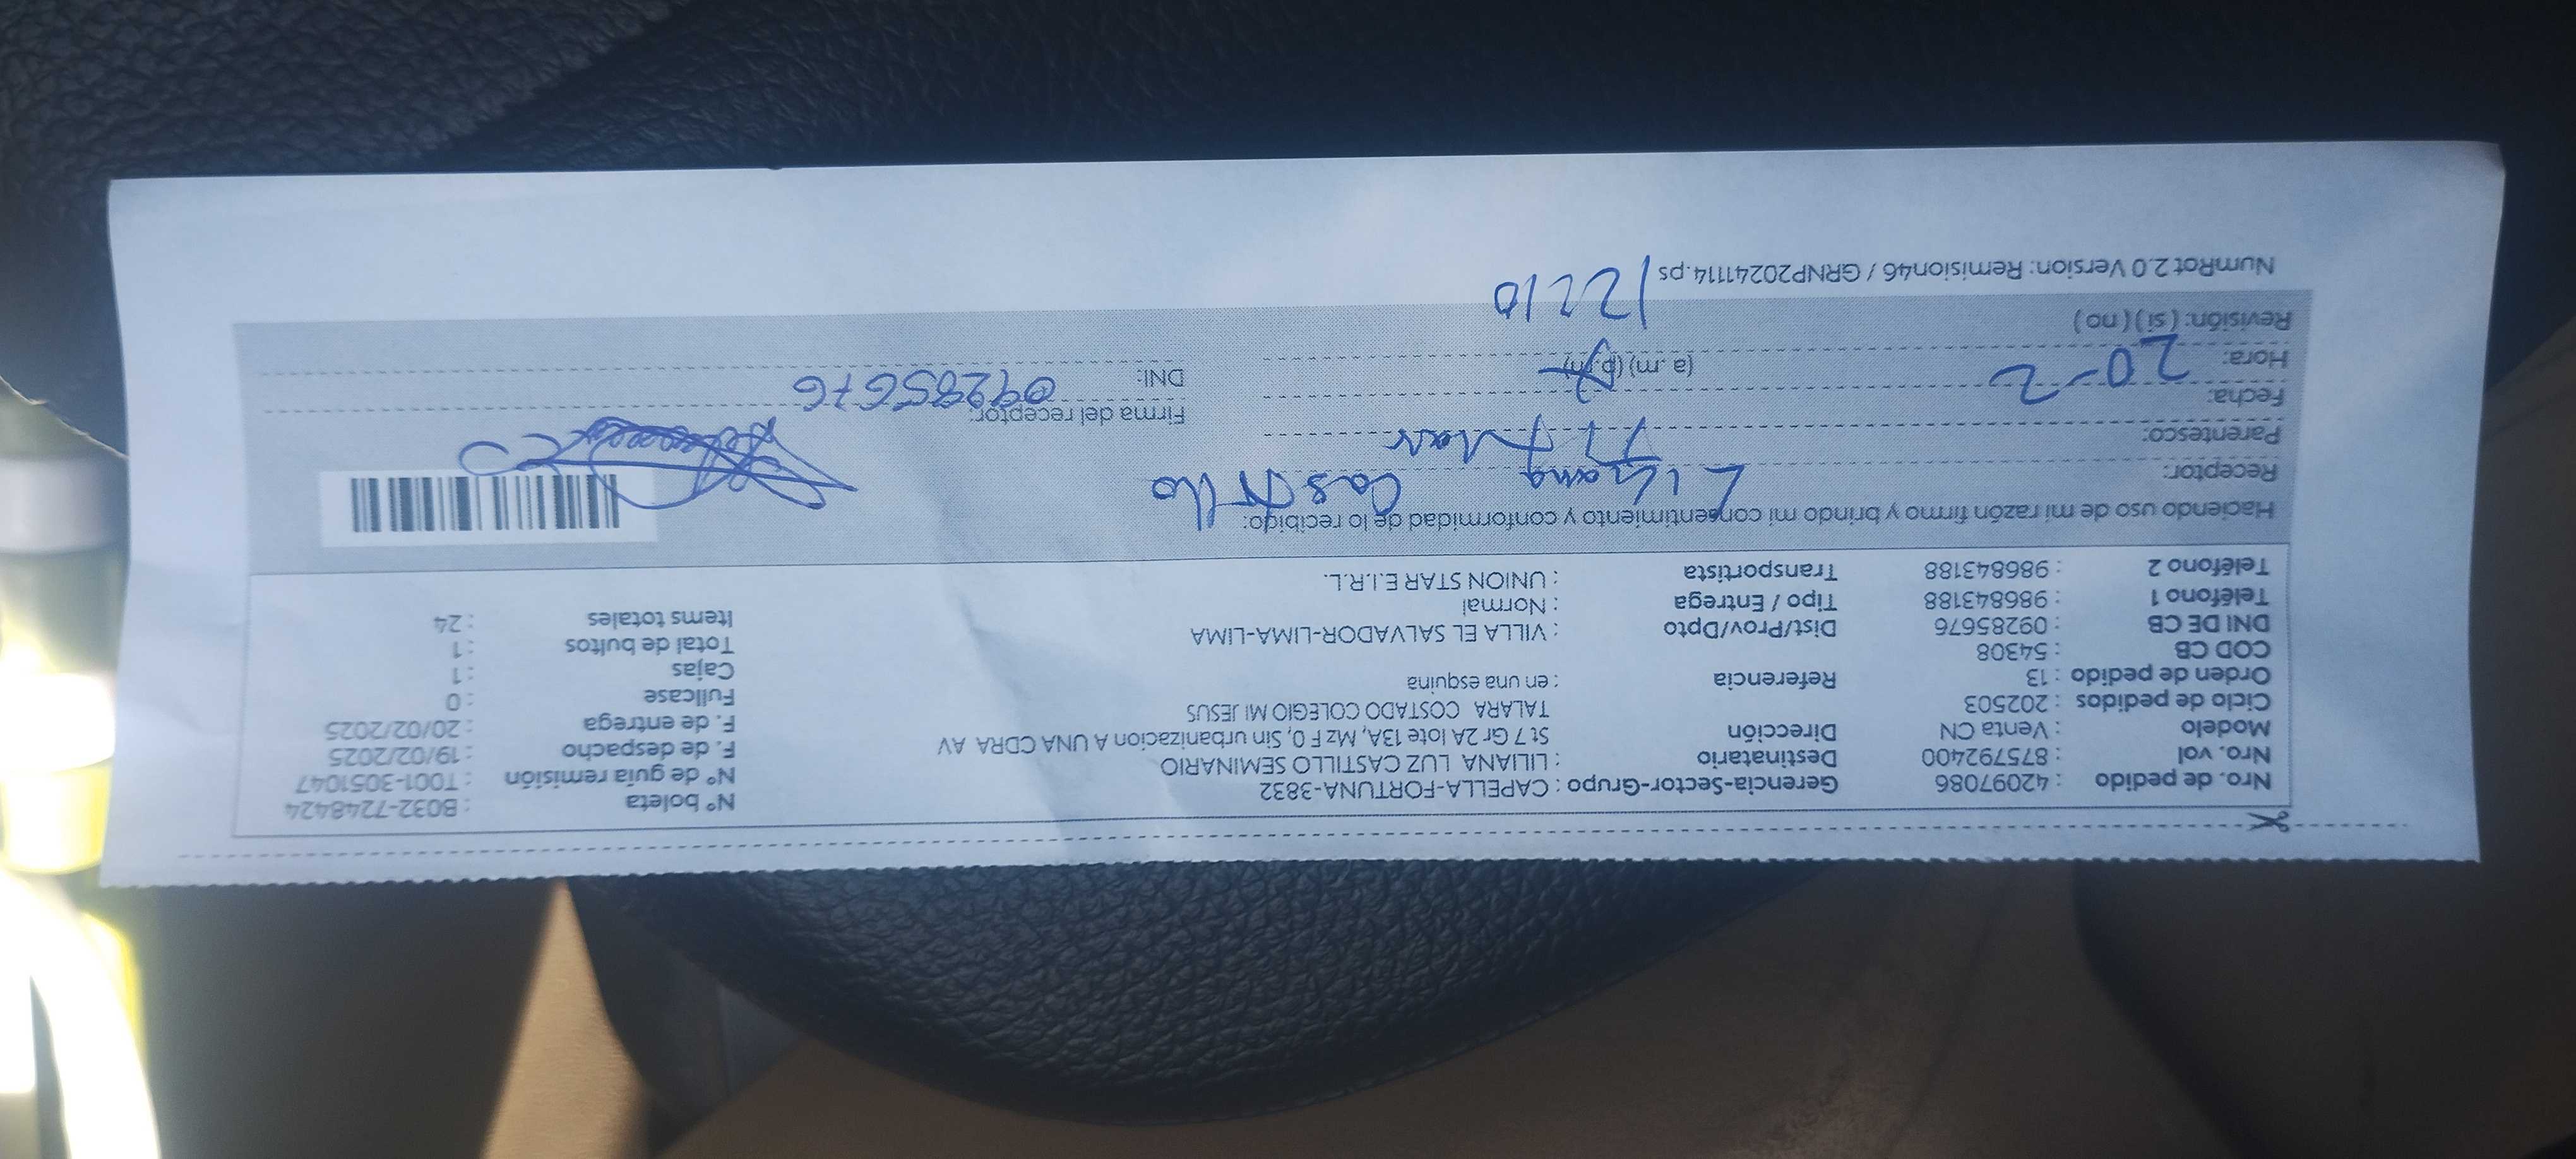 Nro. de pedido : 42097086 Gerencia-Sector-Grupo : CAPELLA-FORTUNA-3832 N° boleta : B032-7248424
Nro. vol : 875792400 Destinatario : LILIANA LUZ CASTILLO SEMINARIO N° de guía remisión : T001-3051047
Modelo : Venta CN Dirección St 7 Gr 2A lote 13A, Mz F 0, Sin urbanizacion A UNA CDRA AV F. de despacho : 19/02/2025
Ciclo de pedidos : 202503 TALARA COSTADO COLEGIO MI JESUS F. de entrega : 20/02/2025
Orden de pedido : 13 Referencia : en una esquina Fullcase : 0
COD CB : 54308 Cajas : 1
DNI DE CB : 09285676 Dist/Prov/Dpto : VILLA EL SALVADOR-LIMA-LIMA Total de bultos : 1
Teléfono 1 : 986843188 Tipo / Entrega : Normal Items totales : 24
Teléfono 2 : 986843188 Transportista : UNION STAR E.I.R.L.
Haciendo uso de mi razón firmo y brindo mi consentimiento y conformidad de lo recibido:
Receptor: Liliana Castillo
Parentesco: Titular
Fecha: 20-2 Firma del receptor:
Hora: (a.m) (p.m) DNI: 09285676
Revisión: (si) (no) 12210
NumRot 2.0 Version: Remision46 / GRNP20241114.ps